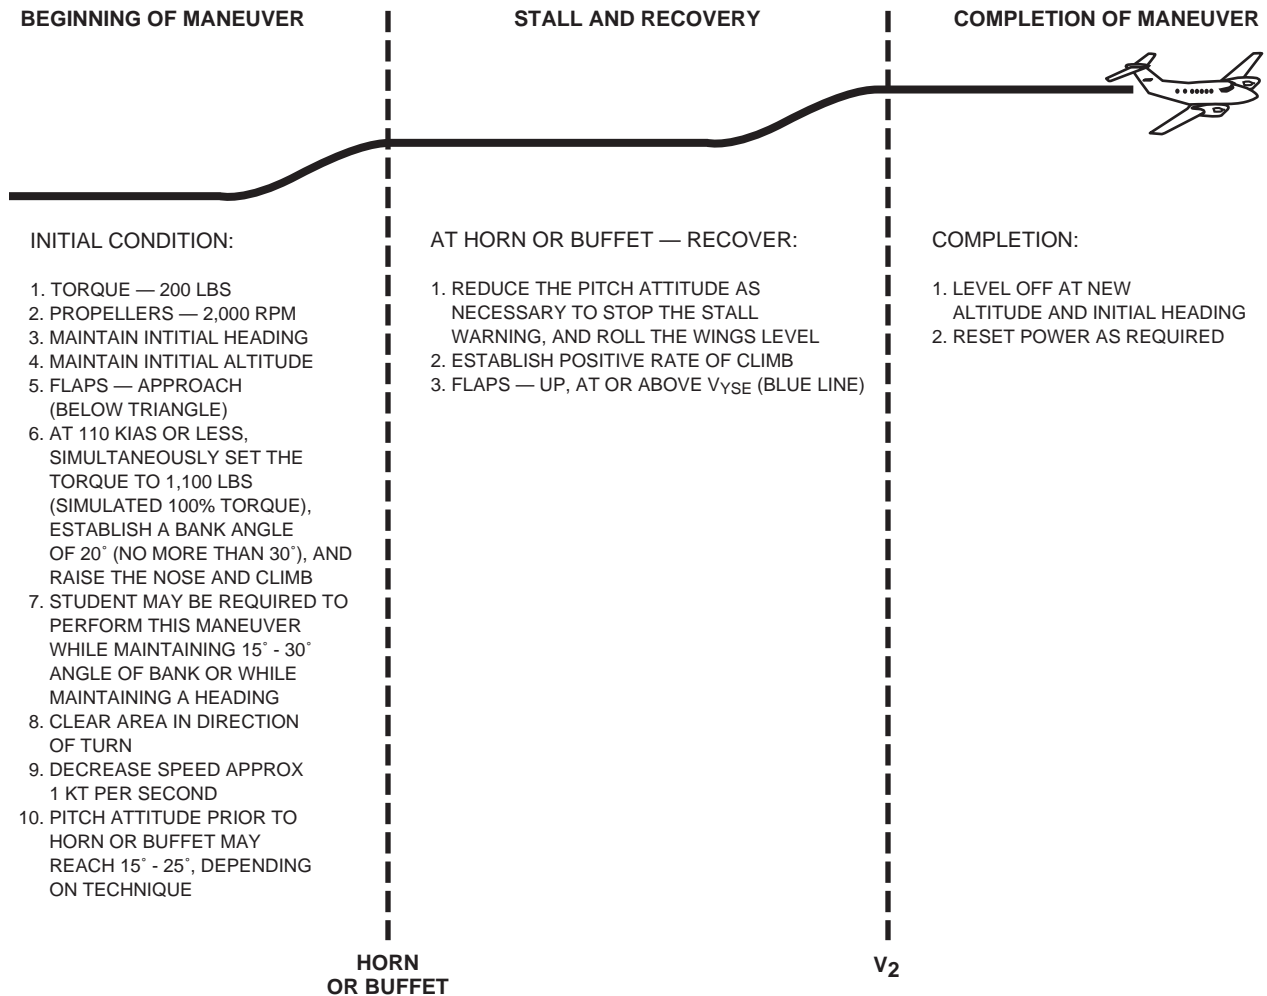 BEGINNING OF MANEUVER
STALL AND RECOVERY
COMPLETION OF MANEUVER
INITIAL CONDITION:
1. TORQUE — 200 LBS
2. PROPELLERS — 2,000 RPM
3. MAINTAIN INTITIAL HEADING
4. MAINTAIN INTITIAL ALTITUDE
5. FLAPS — APPROACH
(BELOW TRIANGLE)
6. AT 110 KIAS OR LESS,
SIMULTANEOUSLY SET THE
TORQUE TO 1,100 LBS
(SIMULATED 100% TORQUE),
ESTABLISH A BANK ANGLE
OF 20˚ (NO MORE THAN 30˚), AND
RAISE THE NOSE AND CLIMB
7. STUDENT MAY BE REQUIRED TO
PERFORM THIS MANEUVER
WHILE MAINTAINING 15˚ - 30˚
ANGLE OF BANK OR WHILE
MAINTAINING A HEADING
8. CLEAR AREA IN DIRECTION
OF TURN
9. DECREASE SPEED APPROX
1 KT PER SECOND
10. PITCH ATTITUDE PRIOR TO
HORN OR BUFFET MAY
REACH 15˚ - 25˚, DEPENDING
ON TECHNIQUE
AT HORN OR BUFFET — RECOVER:
1. REDUCE THE PITCH ATTITUDE AS
NECESSARY TO STOP THE STALL
WARNING, AND ROLL THE WINGS LEVEL
2. ESTABLISH POSITIVE RATE OF CLIMB
3. FLAPS — UP, AT OR ABOVE VYSE (BLUE LINE)
COMPLETION:
1. LEVEL OFF AT NEW
ALTITUDE AND INITIAL HEADING
2. RESET POWER AS REQUIRED
HORN
OR BUFFET
V2